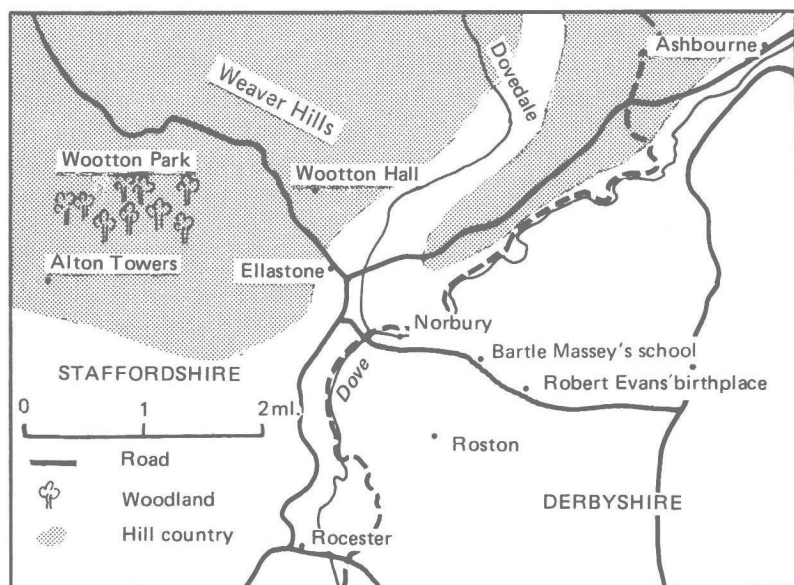 Ashbourne
Dovedale
Weaver Hills
Wootton Park
Wootton Hall
Alton Towers
Ellastone
Norbury
Bartle Massey's school
STAFFORDSHIRE
Dove
Robert Evans' birthplace
0 1 2ml.
Roston
Road
Woodland
DERBYSHIRE
Hill country
Rocester